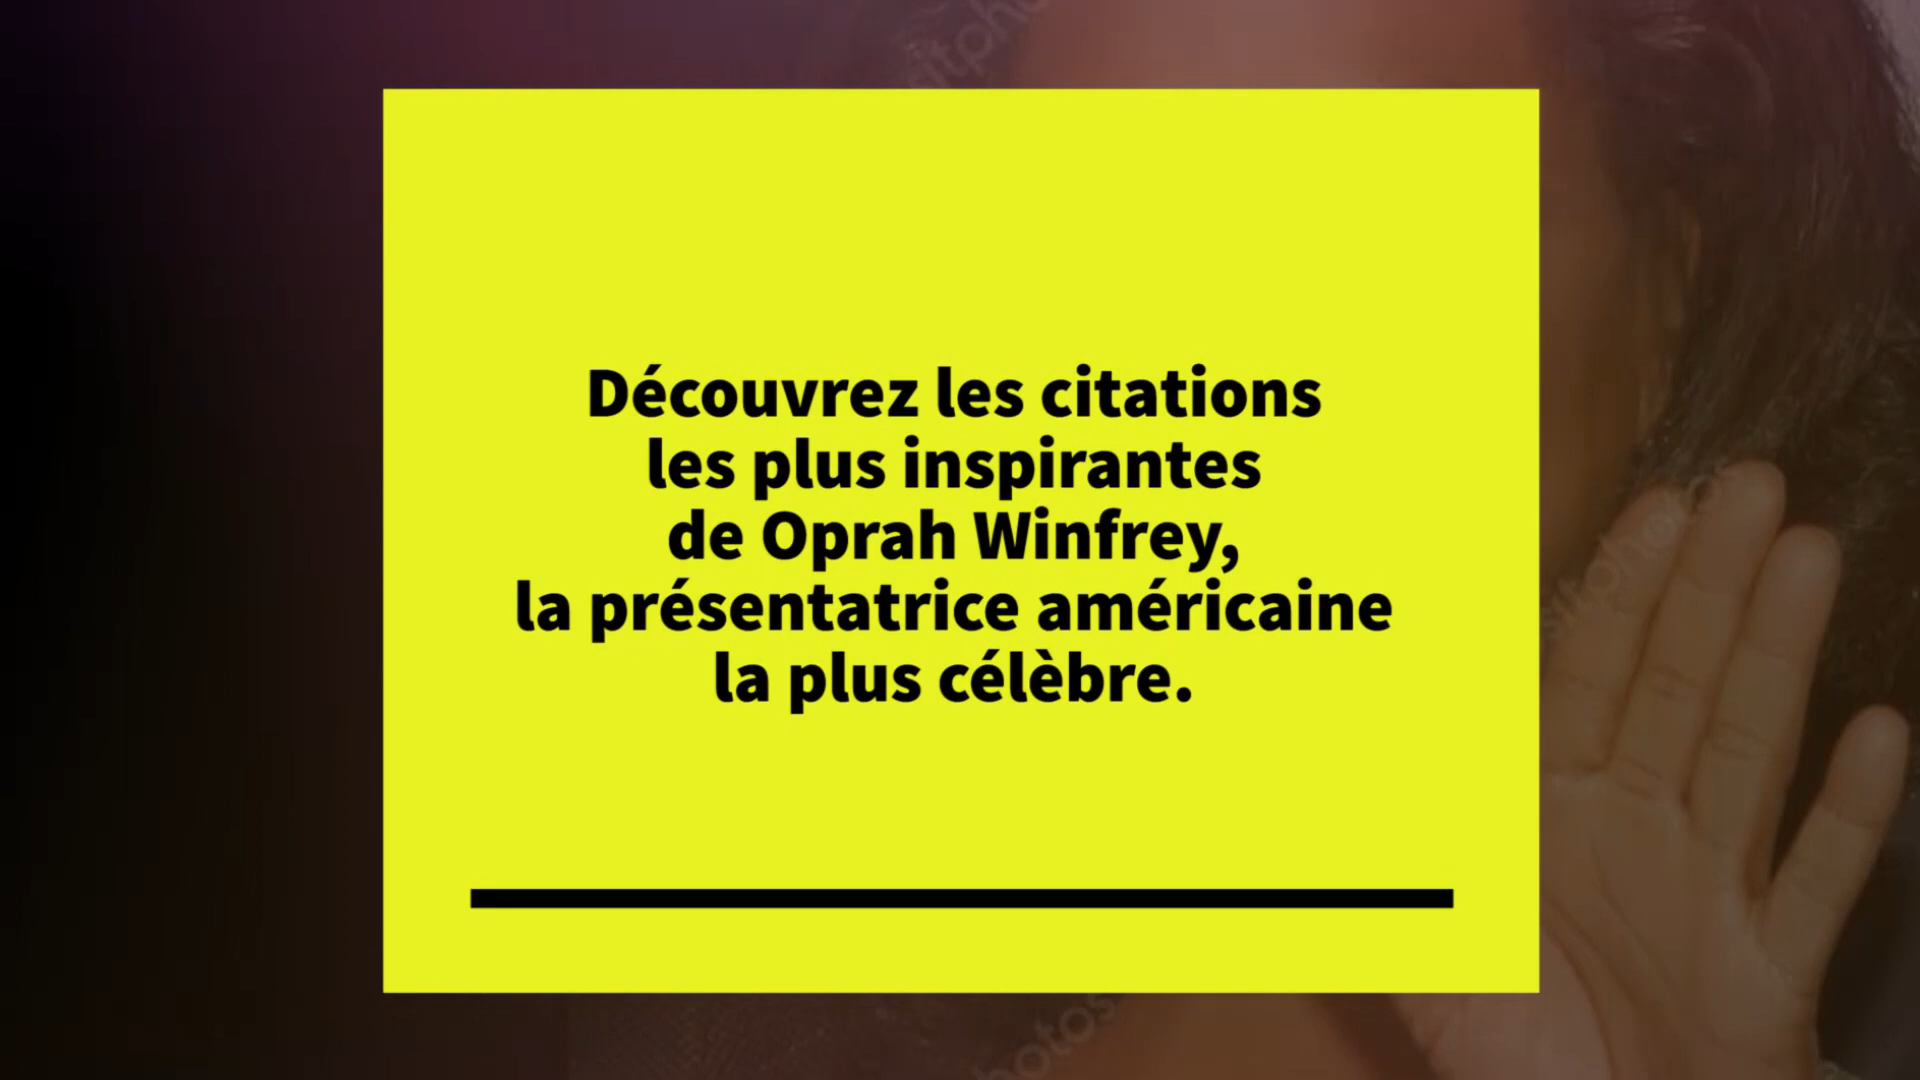 Découvrez les citations
les plus inspirantes
de Oprah Winfrey,
la présentatrice américaine
la plus célèbre.